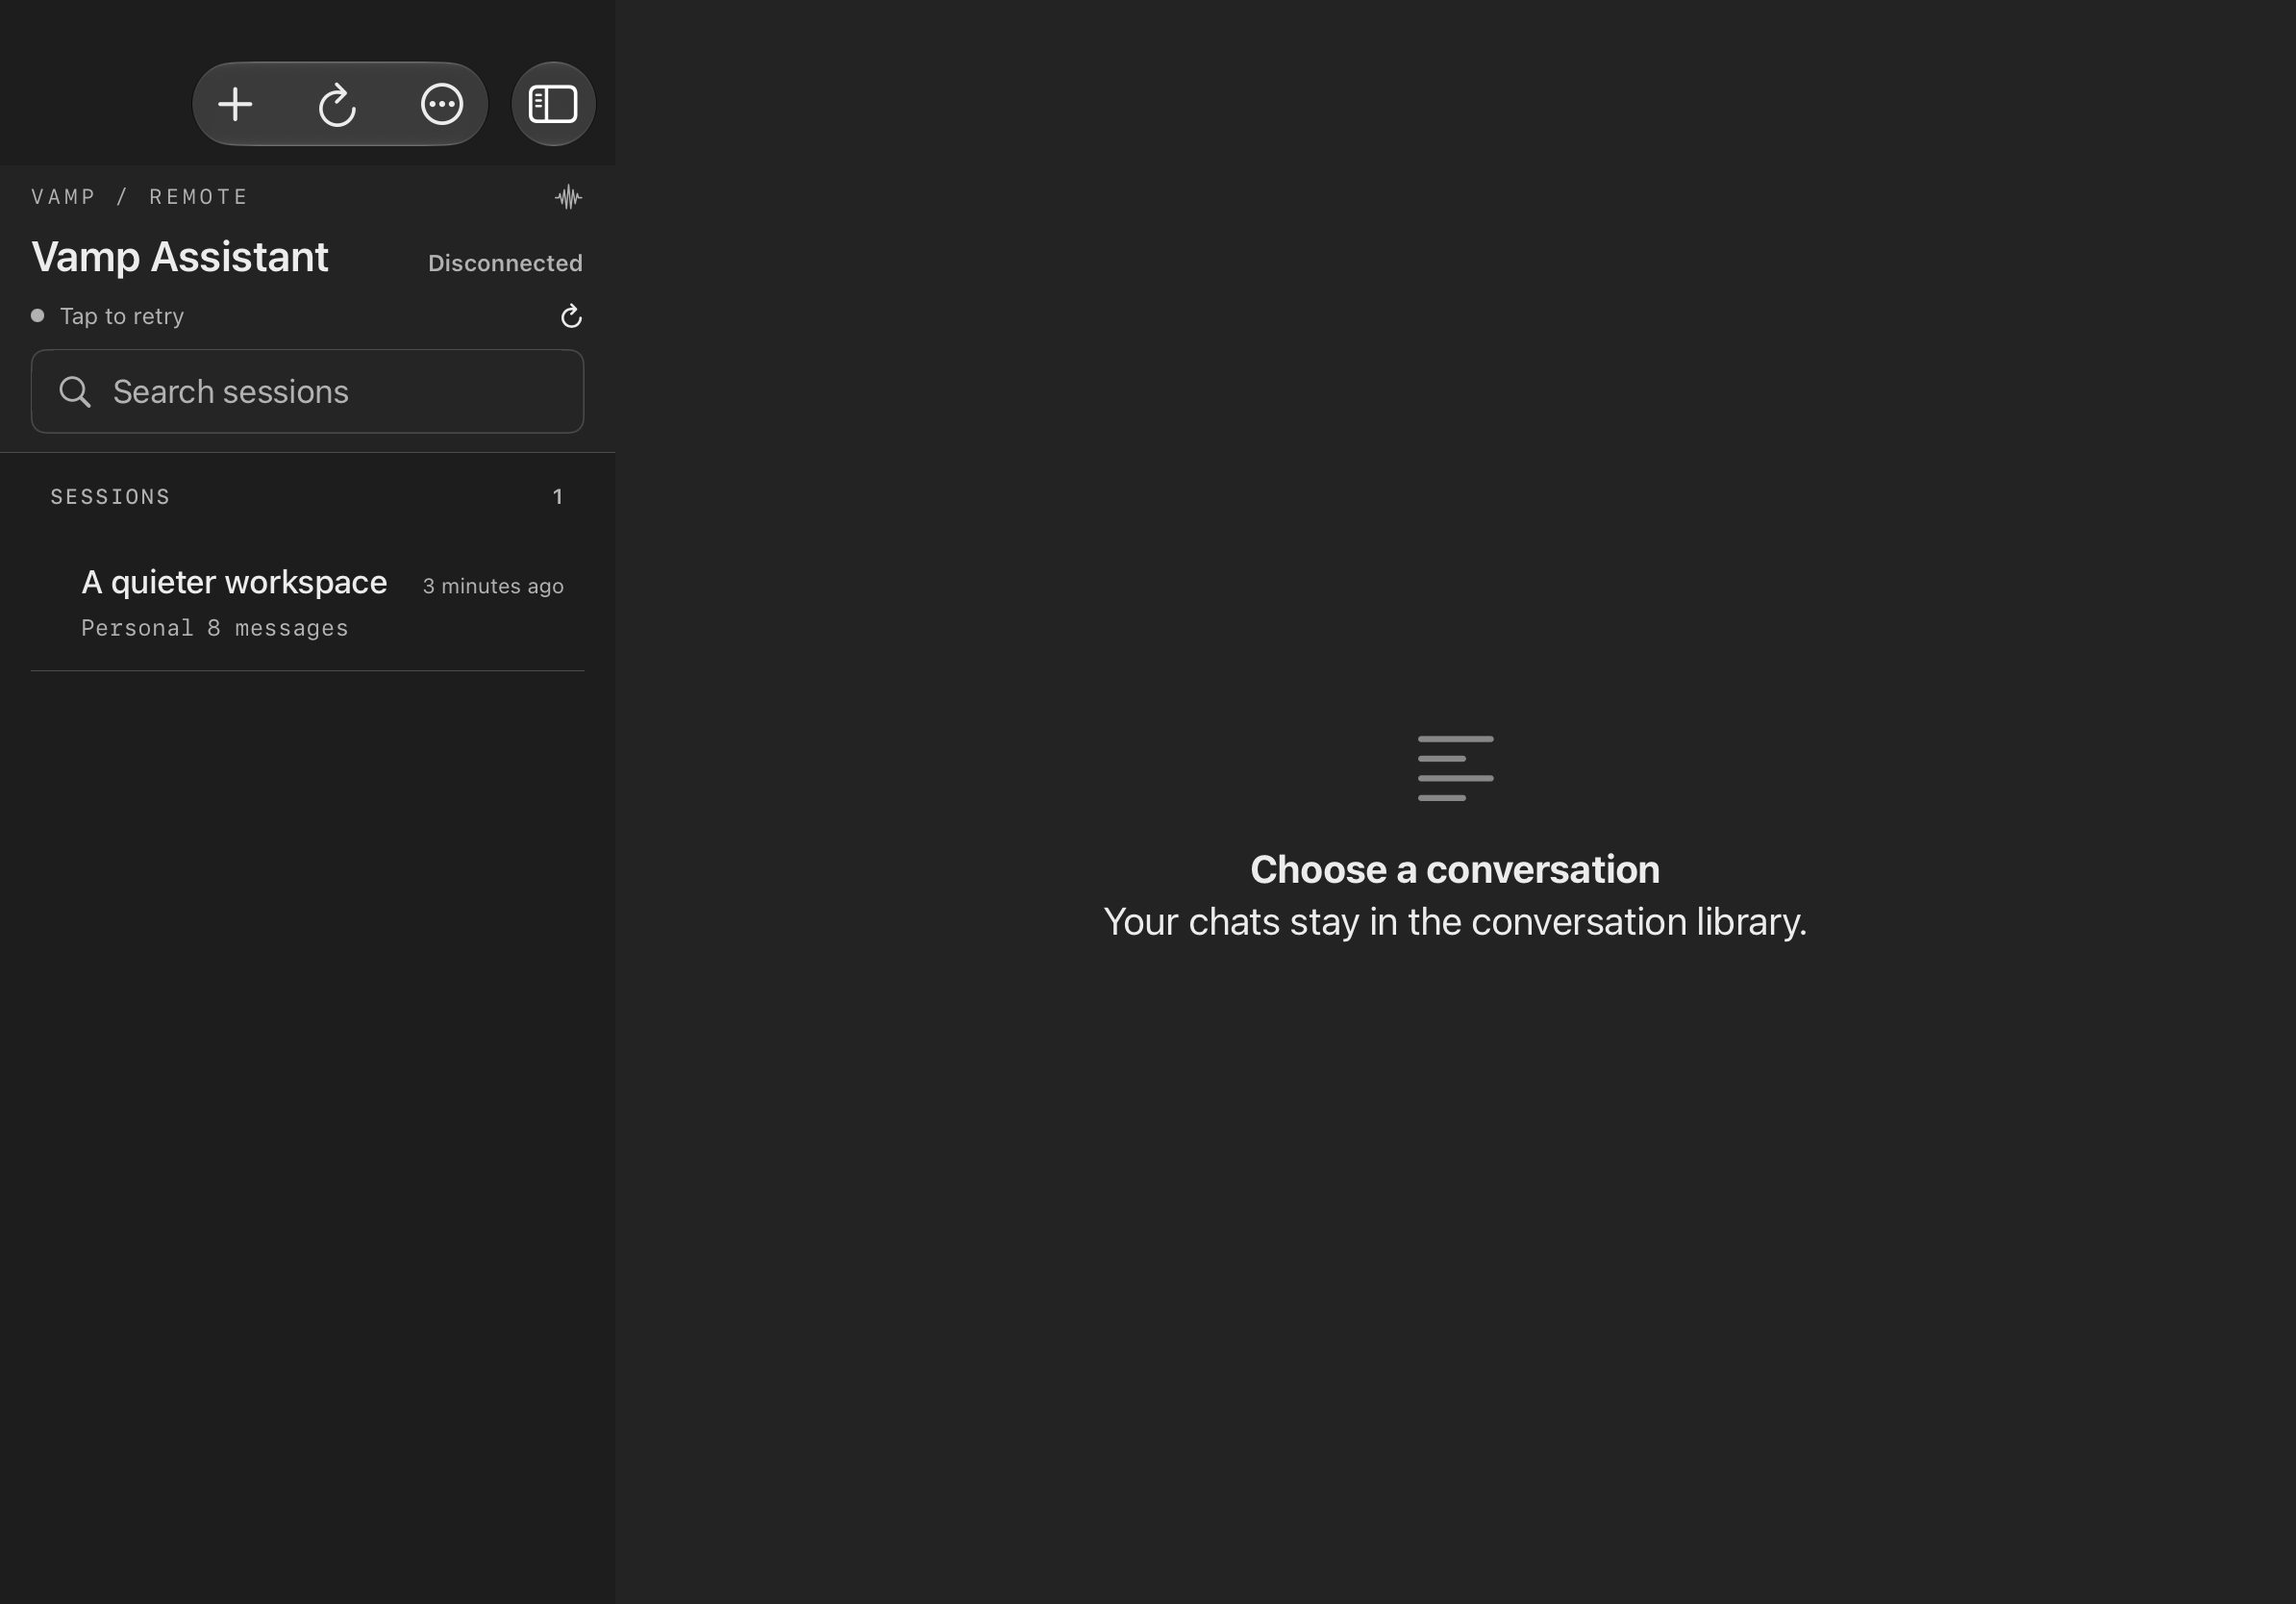 VAMP / REMOTE
Vamp Assistant
Disconnected
Tap to retry
Search sessions
SESSIONS
1
A quieter workspace
3 minutes ago
Personal 8 messages
Choose a conversation
Your chats stay in the conversation library.